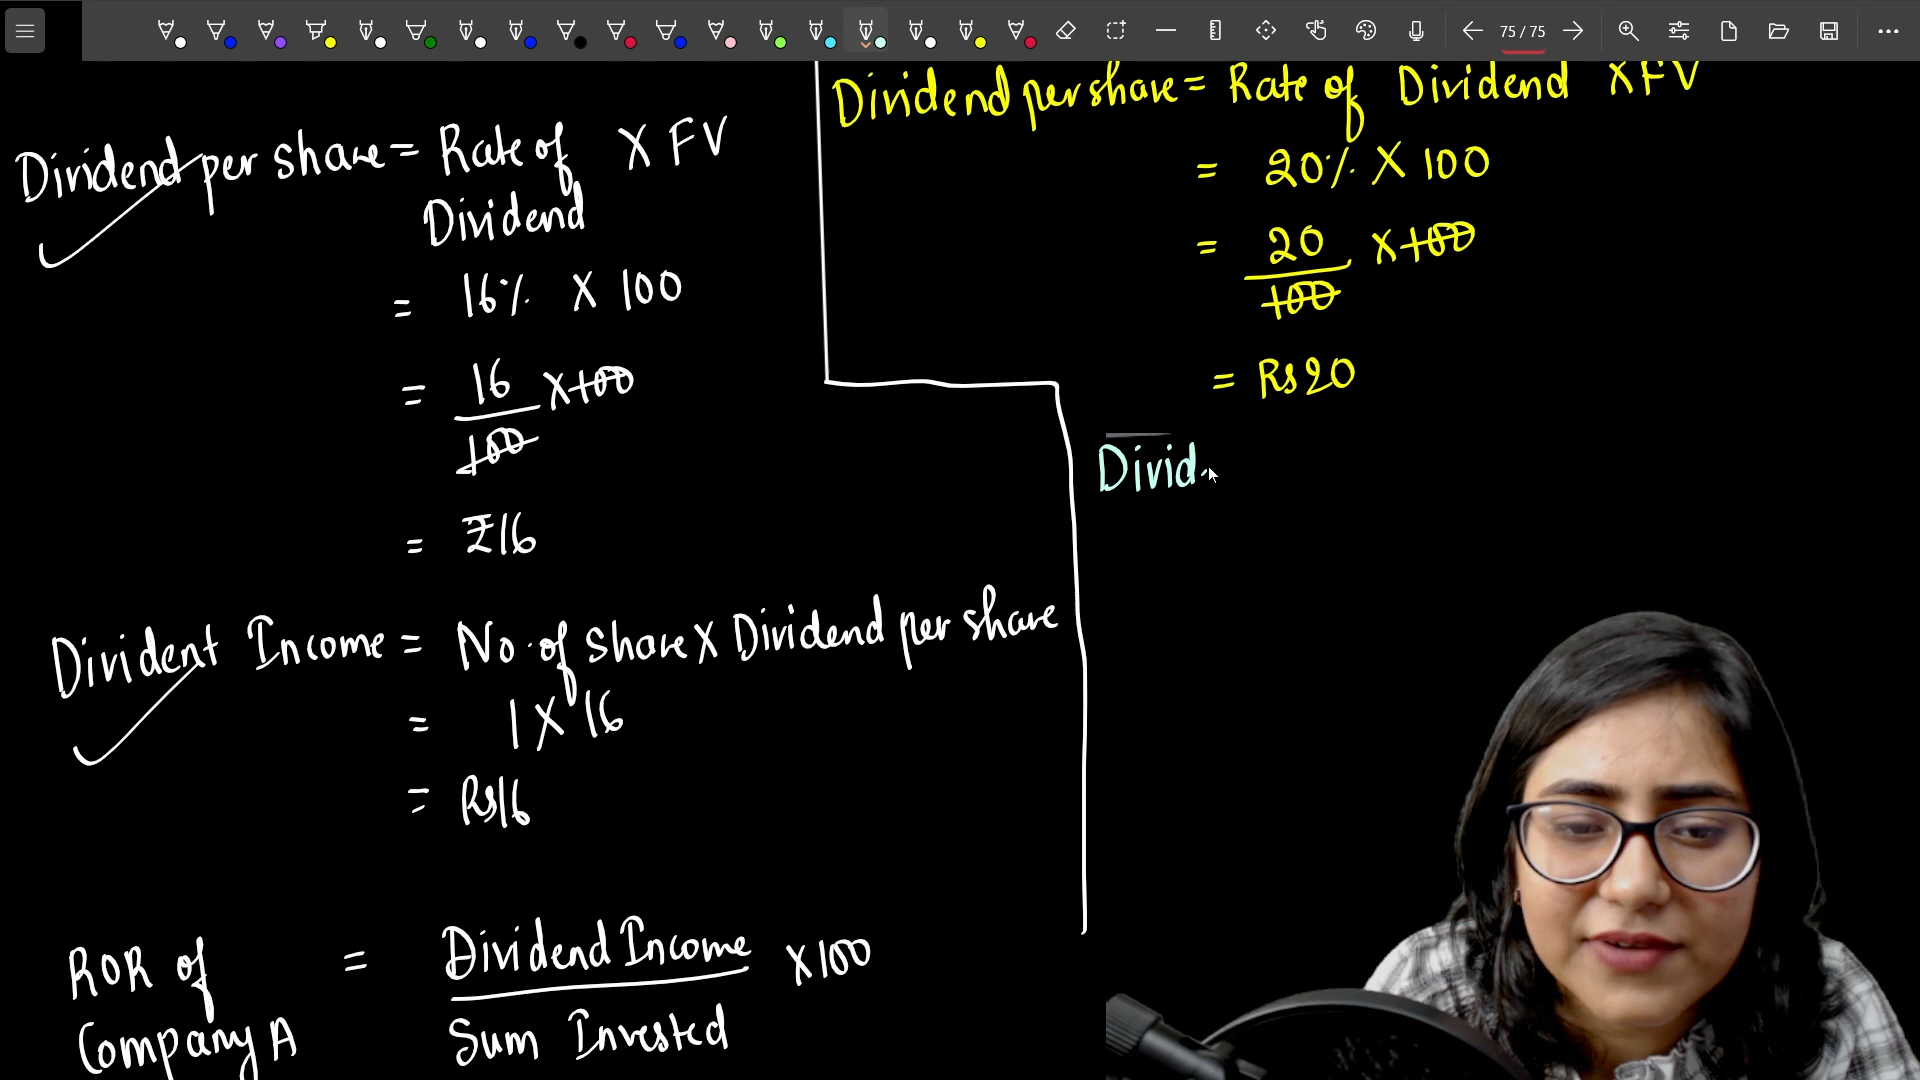 75 / 75
Dividend per share = Rate of X FV
Dividend
= 16% X 100
= 16 X 100
100
= ₹16
Divident Income = No. of share X Dividend per share
= 1 X 16
= Rs16
ROR of = Dividend Income X 100
Company A Sum Invested
Dividend per share = Rate of Dividend X FV
= 20% X 100
= 20 X 100
100
= Rs 20
Divid